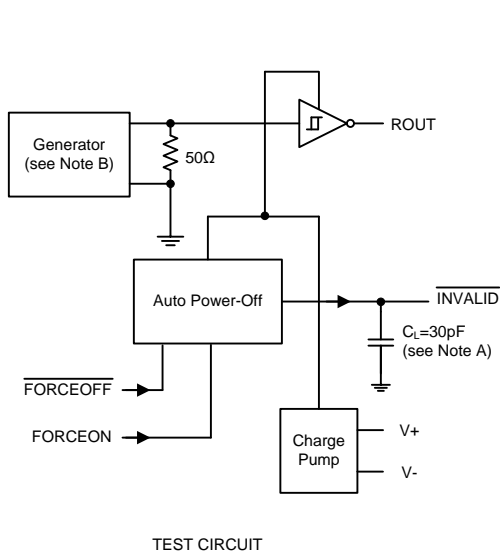 ROUT
Generator
(see Note B)
50Ω
Auto Power-Off
INVALID
CL=30pF
(see Note A)
FORCEOFF
FORCEON
Charge
Pump
V+
V-
TEST CIRCUIT